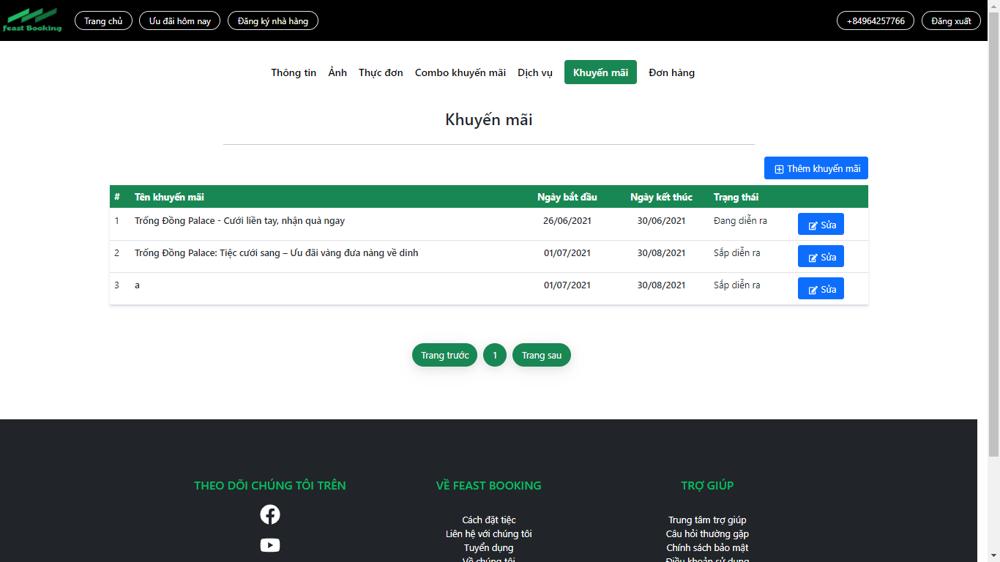 Feast Booking
Trang chủ
Ưu đãi hôm nay
Đăng ký nhà hàng
+84964257766
Đăng xuất
Thông tin
Ảnh
Thực đơn
Combo khuyến mãi
Dịch vụ
Khuyến mãi
Đơn hàng
Khuyến mãi
Thêm khuyến mãi
# Tên khuyến mãi Ngày bắt đầu Ngày kết thúc Trạng thái
1 Trống Đồng Palace - Cưới liền tay, nhận quà ngay 26/06/2021 30/06/2021 Đang diễn ra Sửa
2 Trống Đồng Palace: Tiệc cưới sang – Ưu đãi vàng đưa nàng về dinh 01/07/2021 30/08/2021 Sắp diễn ra Sửa
3 a 01/07/2021 30/08/2021 Sắp diễn ra Sửa
Trang trước 1 Trang sau
THEO DÕI CHÚNG TÔI TRÊN
VỀ FEAST BOOKING
Cách đặt tiệc
Liên hệ với chúng tôi
Tuyển dụng
Về chúng tôi
TRỢ GIÚP
Trung tâm trợ giúp
Câu hỏi thường gặp
Chính sách bảo mật
Điều khoản sử dụng